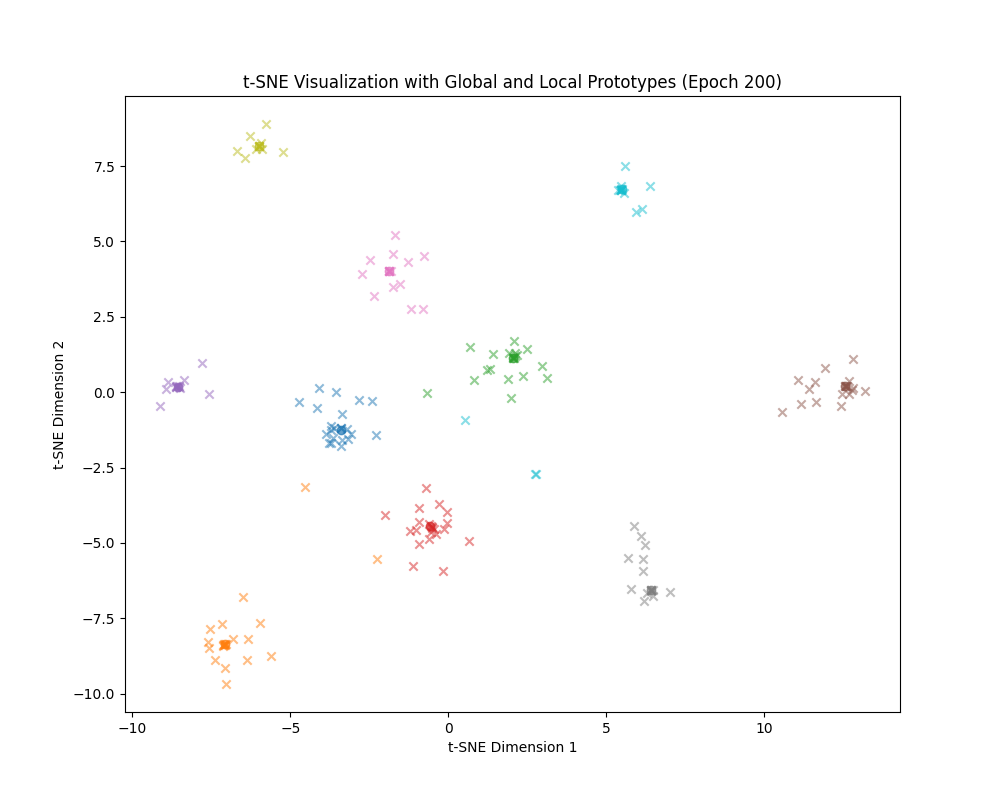 t-SNE Visualization with Global and Local Prototypes (Epoch 200)
7.5
5.0
2.5
0.0
−2.5
−5.0
−7.5
−10.0
t-SNE Dimension 2
−10 −5 0 5 10
t-SNE Dimension 1